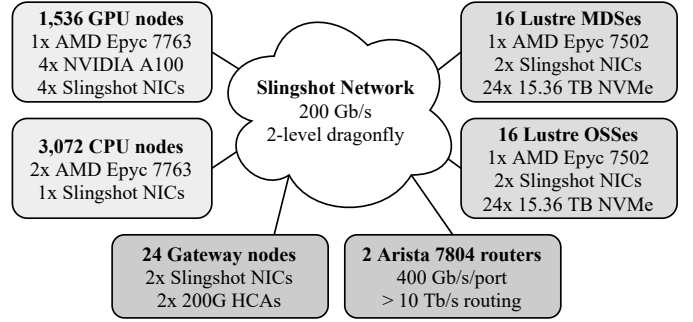 1,536 GPU nodes
1x AMD Epyc 7763
4x NVIDIA A100
4x Slingshot NICs
3,072 CPU nodes
2x AMD Epyc 7763
1x Slingshot NICs
Slingshot Network
200 Gb/s
2-level dragonfly
16 Lustre MDSes
1x AMD Epyc 7502
2x Slingshot NICs
24x 15.36 TB NVMe
16 Lustre OSSes
1x AMD Epyc 7502
2x Slingshot NICs
24x 15.36 TB NVMe
24 Gateway nodes
2x Slingshot NICs
2x 200G HCAs
2 Arista 7804 routers
400 Gb/s/port
> 10 Tb/s routing